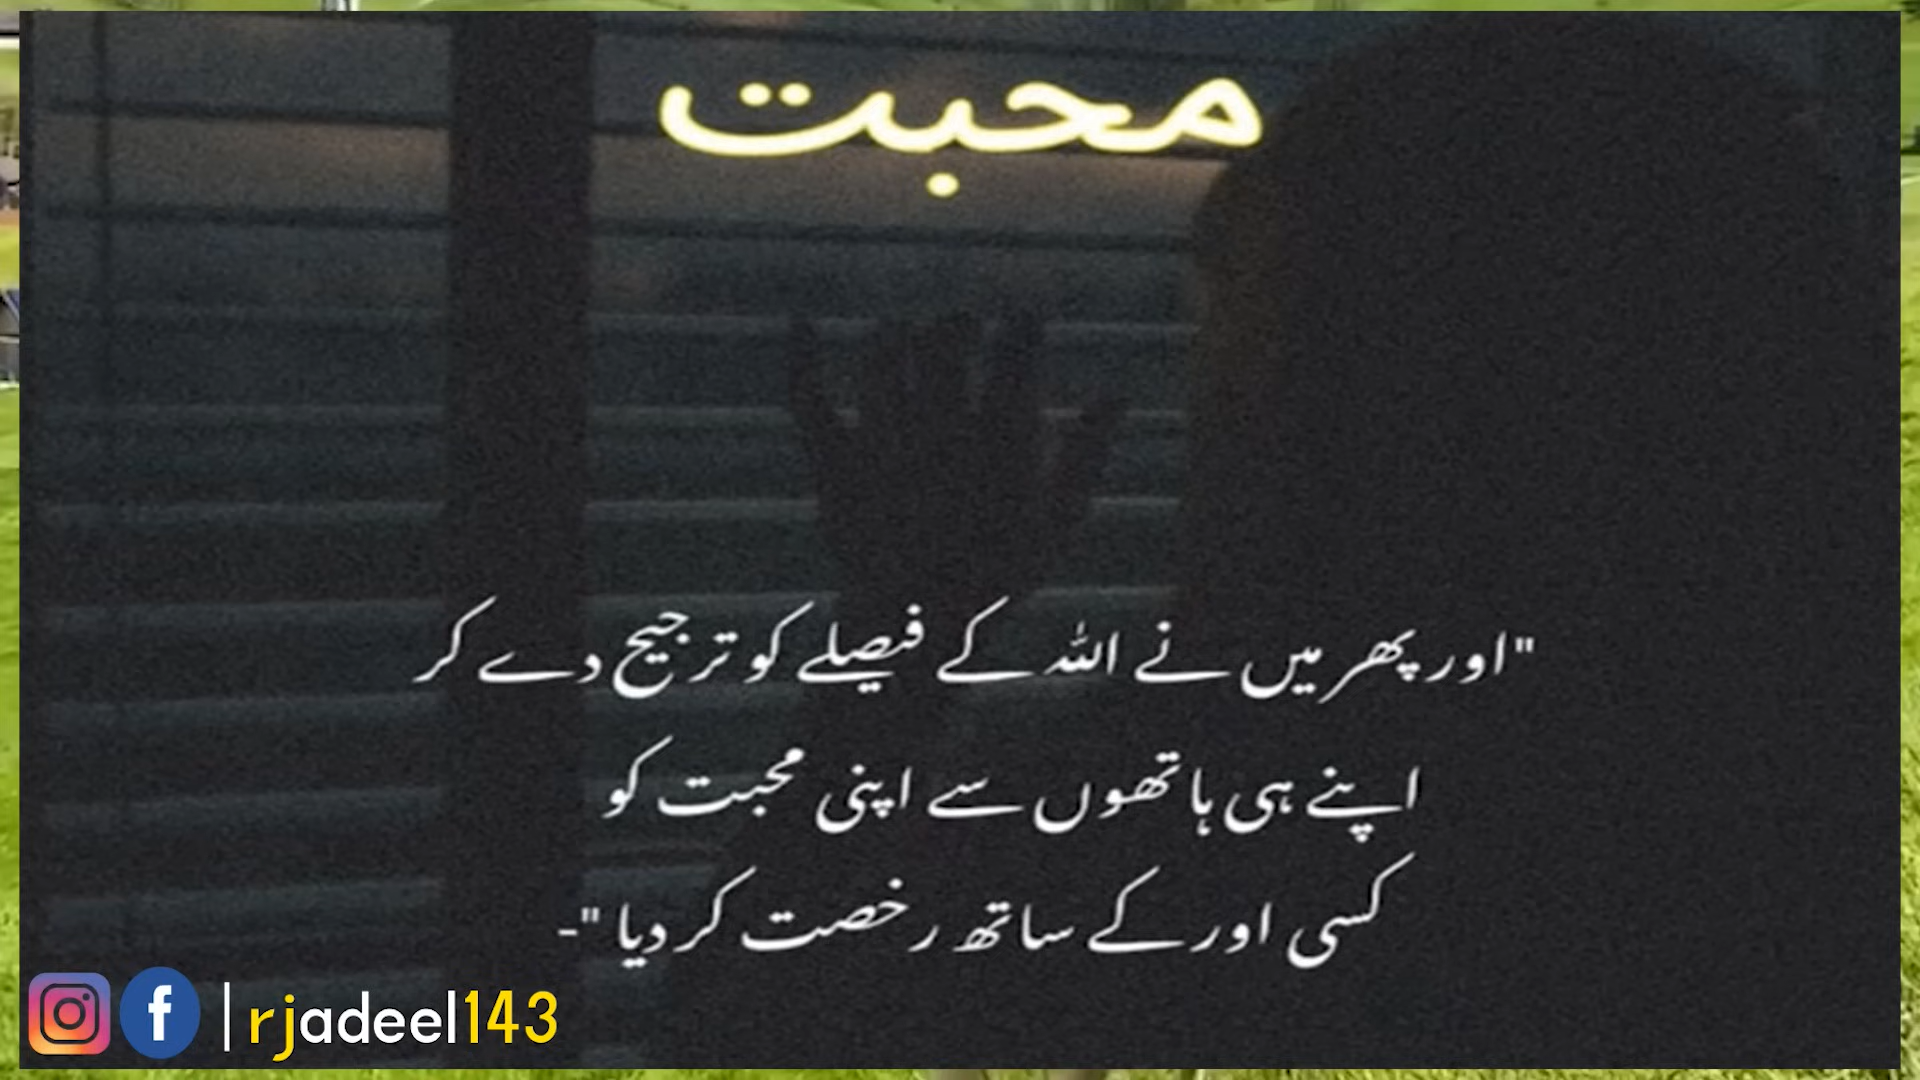 محبت
"اور پھر میں نے اللہ کے فیصلے کو ترجیح دے کر
اپنے ہی ہاتھوں سے اپنی محبت کو
کسی اور کے ساتھ رخصت کر دیا"-
|rjadeel143